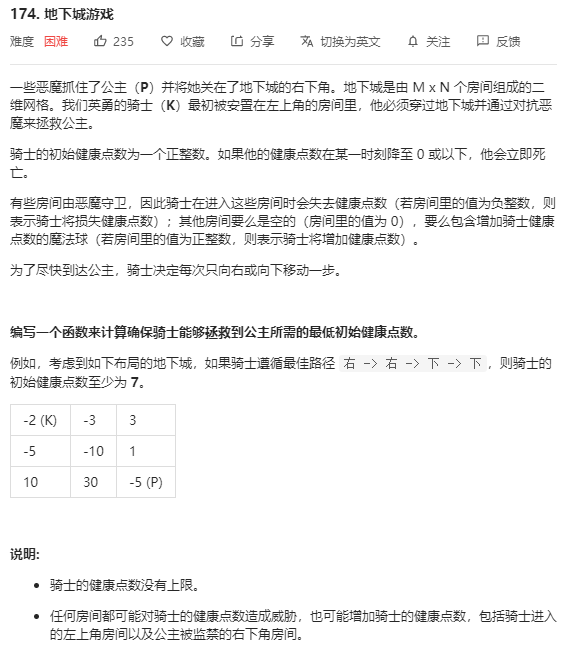 174. 地下城游戏
难度 困难 235 收藏 分享 切换为英文 关注 反馈
一些恶魔抓住了公主（P）并将她关在了地下城的右下角。地下城是由 M x N 个房间组成的二
维网格。我们英勇的骑士（K）最初被安置在左上角的房间里，他必须穿过地下城并通过对抗恶
魔来拯救公主。
骑士的初始健康点数为一个正整数。如果他的健康点数在某一时刻降至 0 或以下，他会立即死
亡。
有些房间由恶魔守卫，因此骑士在进入这些房间时会失去健康点数（若房间里的值为负整数，则
表示骑士将损失健康点数）；其他房间要么是空的（房间里的值为 0），要么包含增加骑士健康
点数的魔法球（若房间里的值为正整数，则表示骑士将增加健康点数）。
为了尽快到达公主，骑士决定每次只向右或向下移动一步。
编写一个函数来计算确保骑士能够拯救到公主所需的最低初始健康点数。
例如，考虑到如下布局的地下城，如果骑士遵循最佳路径 右 -> 右 -> 下 -> 下，则骑士的
初始健康点数至少为 7。
-2 (K) -3 3
-5 -10 1
10 30 -5 (P)
说明:
• 骑士的健康点数没有上限。
• 任何房间都可能对骑士的健康点数造成威胁，也可能增加骑士的健康点数，包括骑士进入
的左上角房间以及公主被监禁的右下角房间。